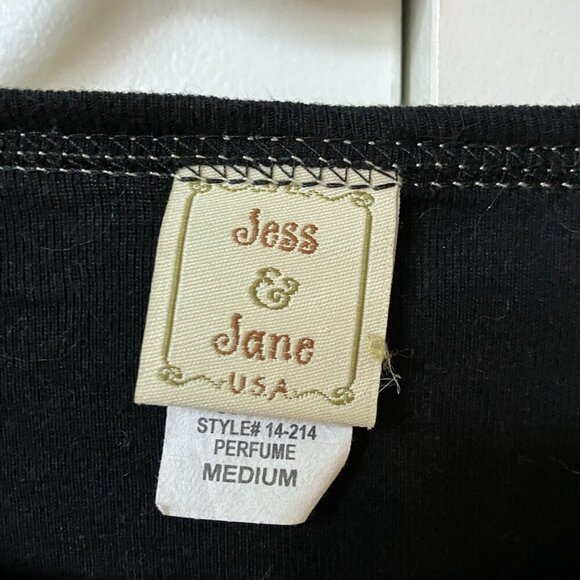 Jess
&
Jane
U.S.A.
STYLE# 14-214
PERFUME
MEDIUM